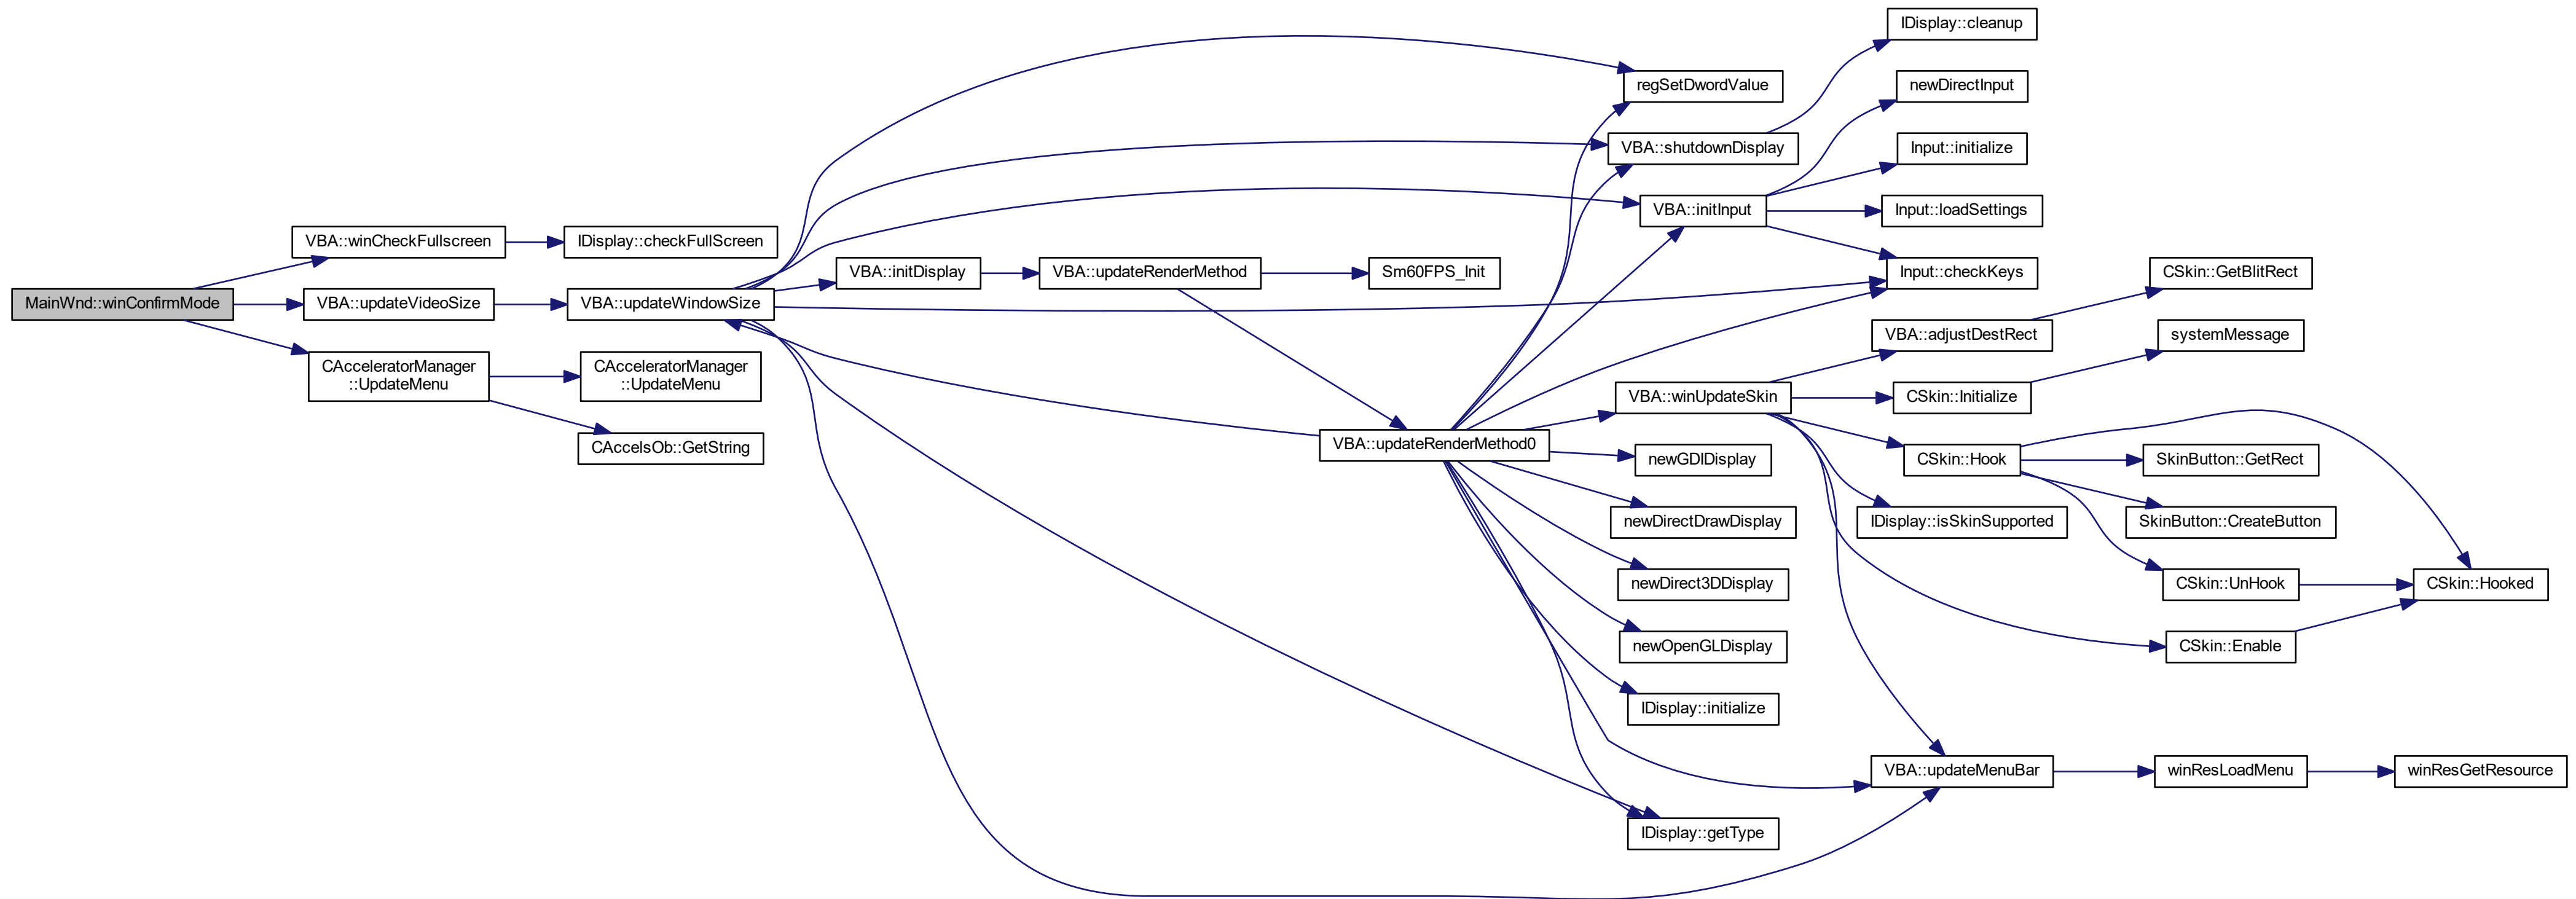 MainWnd::winConfirmMode
VBA::winCheckFullscreen
IDisplay::checkFullScreen
VBA::updateVideoSize
VBA::updateWindowSize
CAcceleratorManager
::UpdateMenu
CAcceleratorManager
::UpdateMenu
CAccelsOb::GetString
VBA::initDisplay
VBA::updateRenderMethod
Sm60FPS_Init
VBA::updateRenderMethod0
regSetDwordValue
VBA::shutdownDisplay
IDisplay::cleanup
VBA::initInput
newDirectInput
Input::initialize
Input::loadSettings
Input::checkKeys
VBA::winUpdateSkin
VBA::adjustDestRect
CSkin::GetBlitRect
CSkin::Initialize
systemMessage
CSkin::Hook
SkinButton::GetRect
SkinButton::CreateButton
CSkin::UnHook
CSkin::Hooked
CSkin::Enable
IDisplay::isSkinSupported
newGDIDisplay
newDirectDrawDisplay
newDirect3DDisplay
newOpenGLDisplay
IDisplay::initialize
VBA::updateMenuBar
winResLoadMenu
winResGetResource
IDisplay::getType